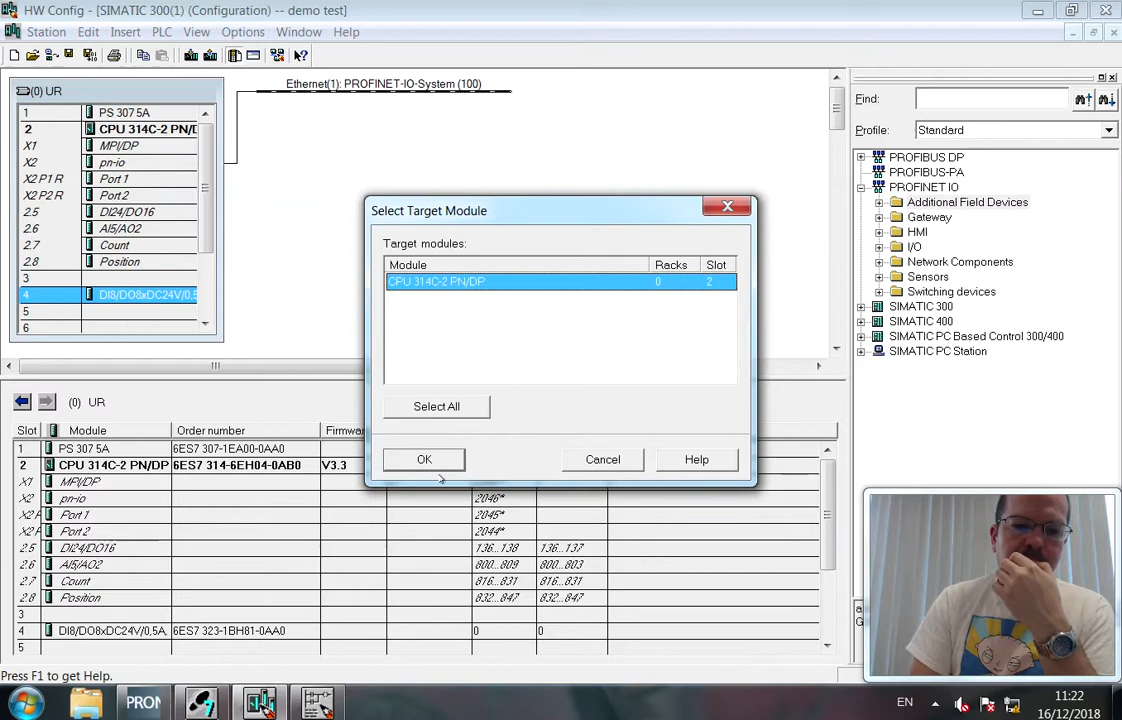 HW Config - [SIMATIC 300(1) (Configuration) -- demo test]
Station Edit Insert PLC View Options Window Help
(0) UR
1 PS 307 5A
2 CPU 314C-2 PN/D
X1 MPI/DP
X2 pn-io
X2 P1 R Port 1
X2 P2 R Port 2
2.5 DI24/DO16
2.6 AI5/AO2
2.7 Count
2.8 Position
3
4 DI8/DO8xDC24V/0,5
5
6
Ethernet(1): PROFINET-IO-System (100)
Select Target Module
Target modules:
Module Racks Slot
CPU 314C-2 PN/DP 0 2
Select All
OK Cancel Help
Find:
Profile: Standard
PROFIBUS DP
PROFIBUS-PA
PROFINET IO
Additional Field Devices
Gateway
HMI
I/O
Network Components
Sensors
Switching devices
SIMATIC 300
SIMATIC 400
SIMATIC PC Based Control 300/400
SIMATIC PC Station
(0) UR
Slot Module Order number Firmwa
1 PS 307 5A 6ES7 307-1EA00-0AA0
2 CPU 314C-2 PN/DP 6ES7 314-6EH04-0AB0 V3.3
X1 MPI/DP
X2 pn-io 2046*
X2 Port 1 2045*
X2 Port 2 2044*
2.5 DI24/DO16 136...138 136...137
2.6 AI5/AO2 800...809 800...803
2.7 Count 816...831 816...831
2.8 Position 832...847 832...847
3
4 DI8/DO8xDC24V/0,5A, 6ES7 323-1BH81-0AA0 0 0
5
Press F1 to get Help.
PRON
EN
11:22
16/12/2018